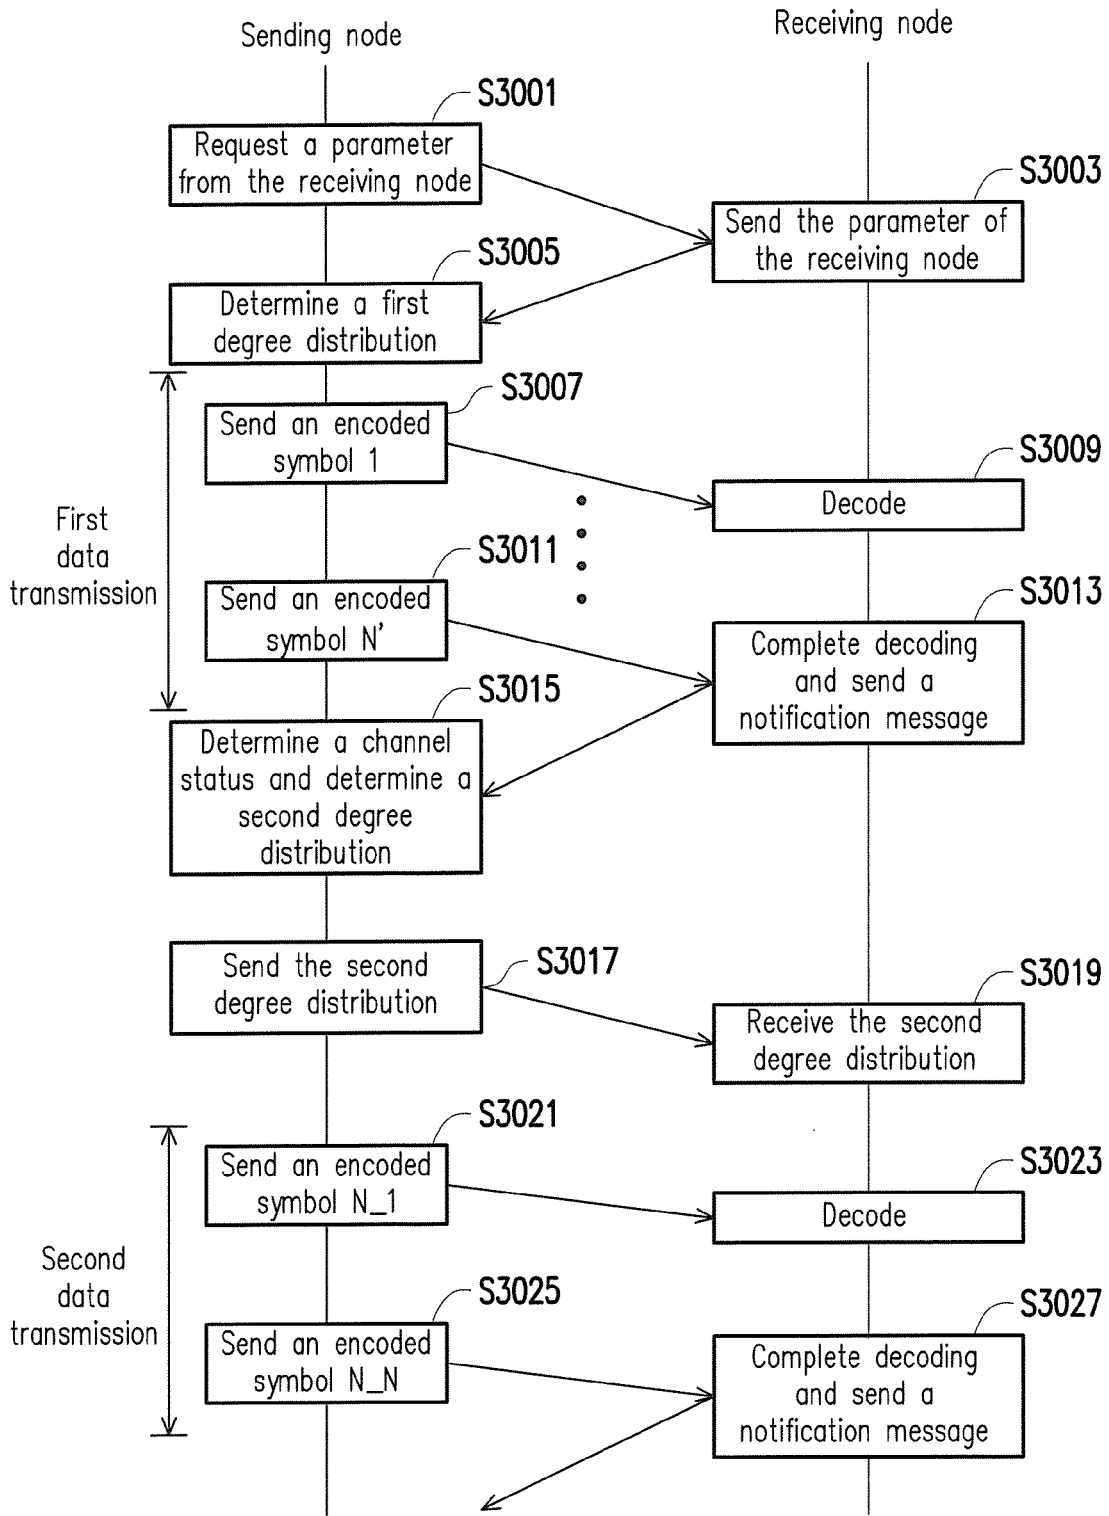 Sending node
Receiving node
S3001
Request a parameter
from the receiving node
S3003
Send the parameter of
the receiving node
S3005
Determine a first
degree distribution
First
data
transmission
S3007
Send an encoded
symbol 1
S3009
Decode
S3011
Send an encoded
symbol N'
S3013
Complete decoding
and send a
notification message
S3015
Determine a channel
status and determine a
second degree
distribution
S3017
Send the second
degree distribution
S3019
Receive the second
degree distribution
Second
data
transmission
S3021
Send an encoded
symbol N_1
S3023
Decode
S3025
Send an encoded
symbol N_N
S3027
Complete decoding
and send a
notification message